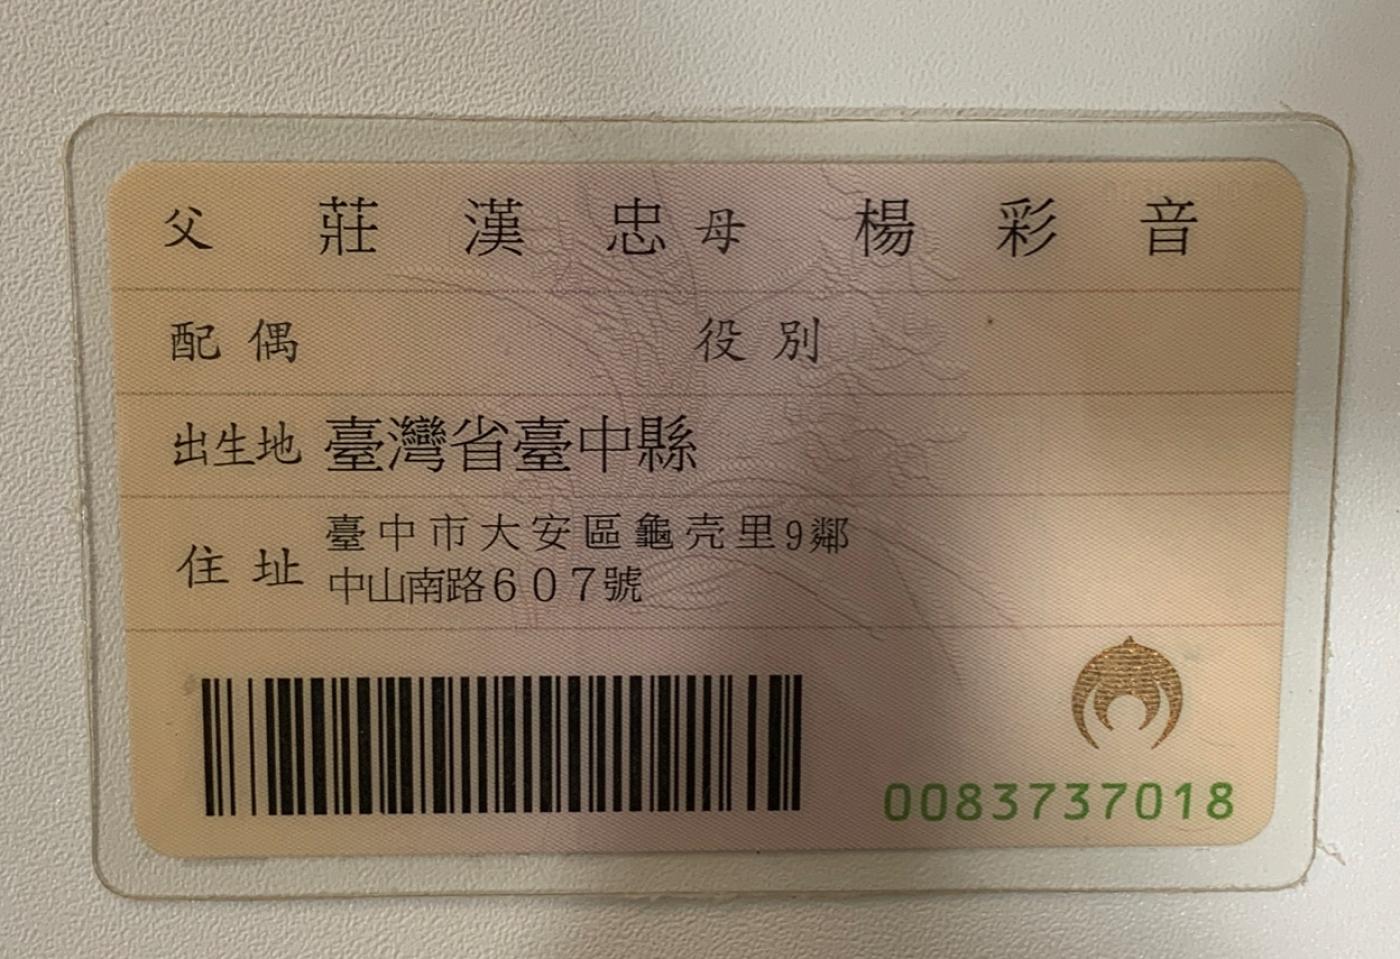 父 莊漢忠 母 楊彩音
配偶 役別
出生地 臺灣省臺中縣
住址 臺中市大安區龜壳里9鄰
中山南路607號
0083737018